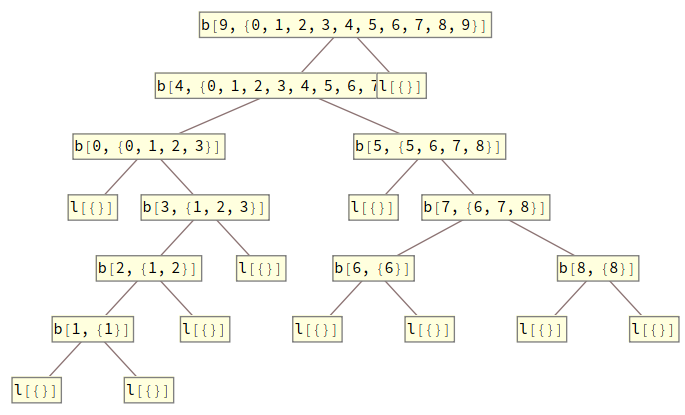 b[9, {0, 1, 2, 3, 4, 5, 6, 7, 8, 9}]
b[4, {0, 1, 2, 3, 4, 5, 6, 7 l[{}]
b[0, {0, 1, 2, 3}] b[5, {5, 6, 7, 8}]
l[{}] b[3, {1, 2, 3}] l[{}] b[7, {6, 7, 8}]
b[2, {1, 2}] l[{}] b[6, {6}] b[8, {8}]
b[1, {1}] l[{}] l[{}] l[{}] l[{}] l[{}]
l[{}] l[{}]